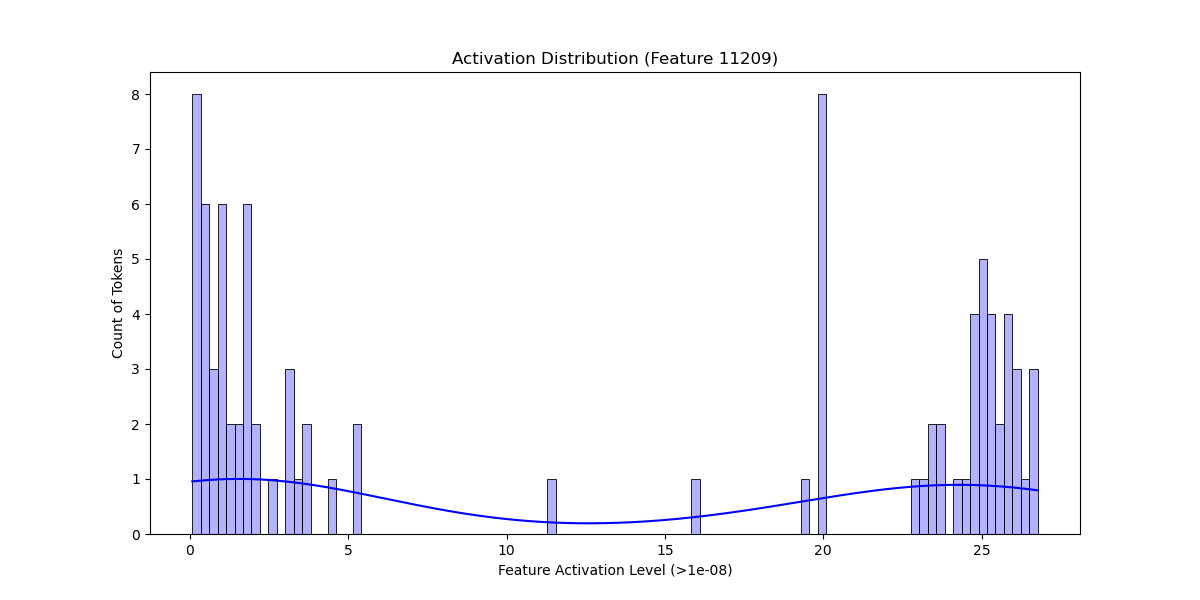 Activation Distribution (Feature 11209)
Count of Tokens
8
7
6
5
4
3
2
1
0
0 5 10 15 20 25
Feature Activation Level (>1e-08)